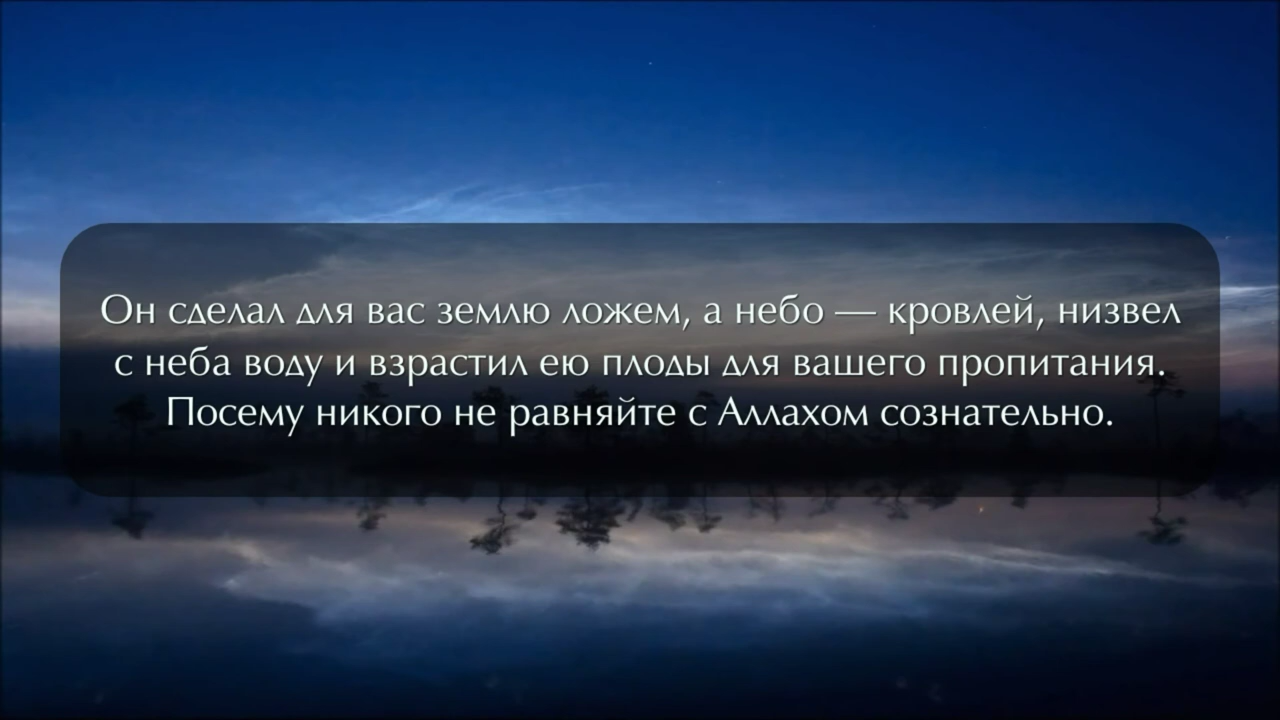 Он сделал для вас землю ложем, а небо — кровлей, низвел
с неба воду и взрастил ею плоды для вашего пропитания.
Посему никого не равняйте с Аллахом сознательно.